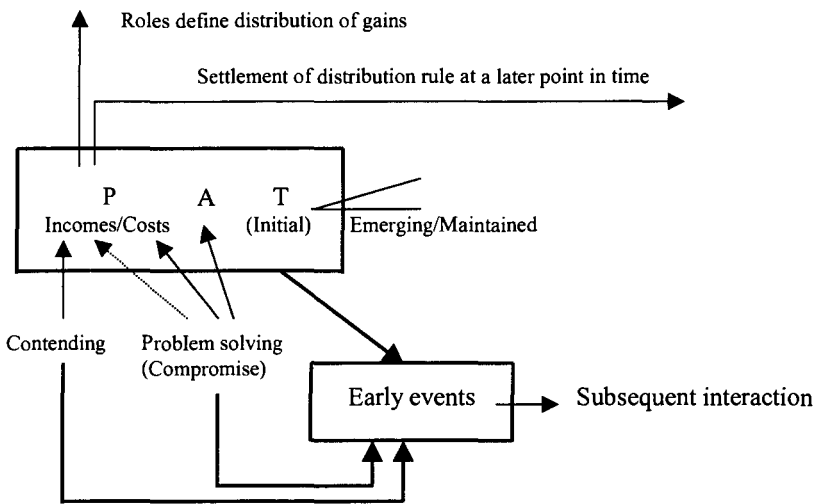 Roles define distribution of gains
Settlement of distribution rule at a later point in time
P A T
Incomes/Costs (Initial) Emerging/Maintained
Contending Problem solving
(Compromise)
Early events Subsequent interaction